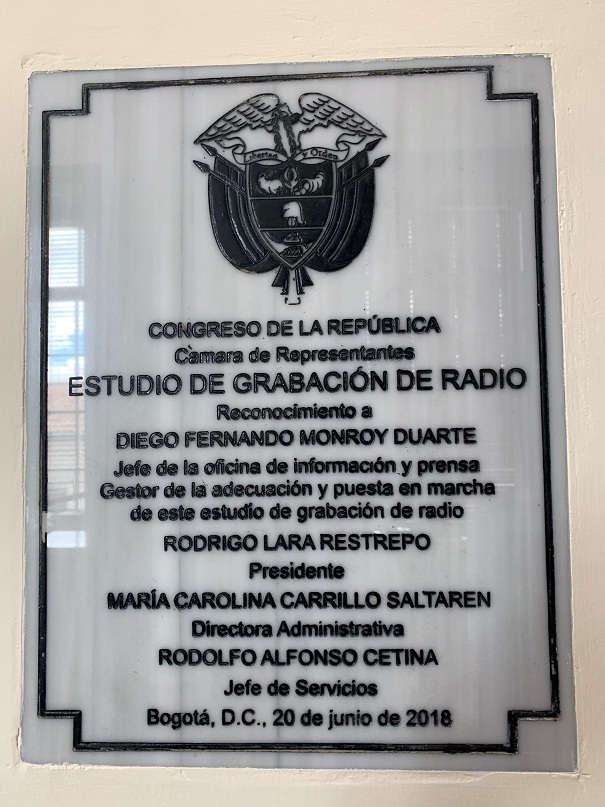 Libertad y Orden
CONGRESO DE LA REPÚBLICA
Cámara de Representantes
ESTUDIO DE GRABACIÓN DE RADIO
Reconocimiento a
DIEGO FERNANDO MONROY DUARTE
Jefe de la oficina de información y prensa
Gestor de la adecuación y puesta en marcha
de este estudio de grabación de radio
RODRIGO LARA RESTREPO
Presidente
MARÍA CAROLINA CARRILLO SALTAREN
Directora Administrativa
RODOLFO ALFONSO CETINA
Jefe de Servicios
Bogotá, D.C., 20 de junio de 2018